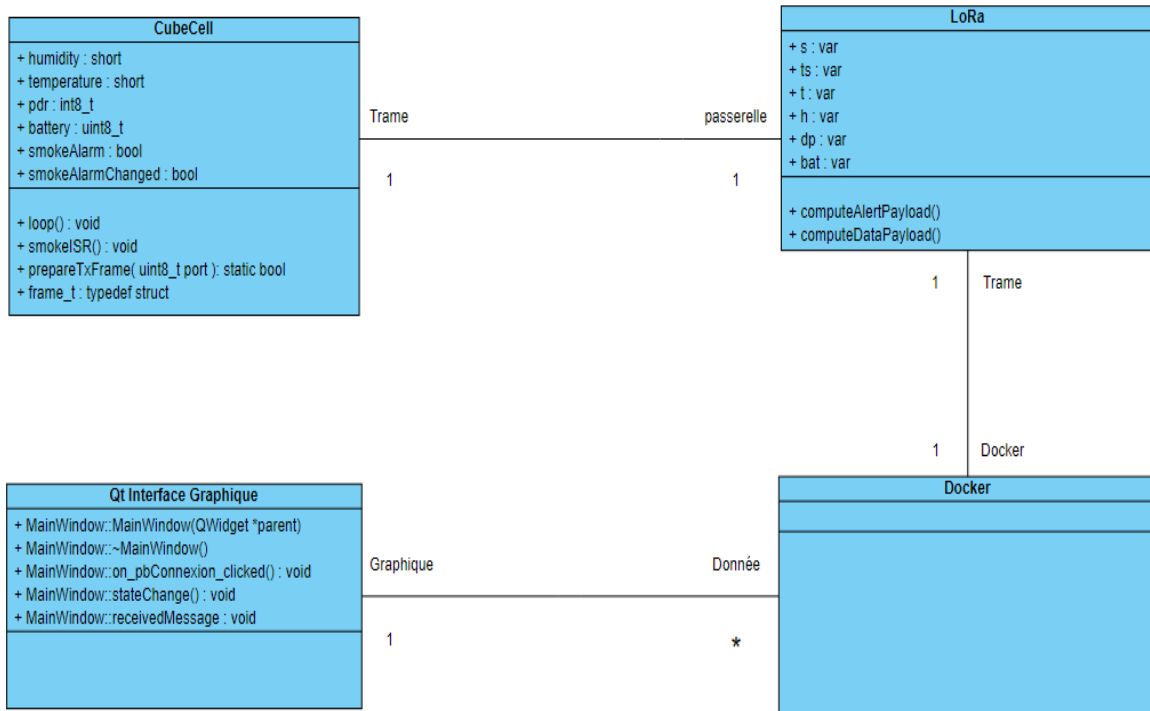 CubeCell
+ humidity : short
+ temperature : short
+ pdr : int8_t
+ battery : uint8_t
+ smokeAlarm : bool
+ smokeAlarmChanged : bool
+ loop() : void
+ smokeISR() : void
+ prepareTxFrame( uint8_t port ): static bool
+ frame_t : typedef struct
Trame
passerelle
1
1
LoRa
+ s : var
+ ts : var
+ t : var
+ h : var
+ dp : var
+ bat : var
+ computeAlertPayload()
+ computeDataPayload()
1
Trame
1
Docker
Qt Interface Graphique
+ MainWindow::MainWindow(QWidget *parent)
+ MainWindow::~MainWindow()
+ MainWindow::on_pbConnexion_clicked() : void
+ MainWindow::stateChange() : void
+ MainWindow::receivedMessage : void
Graphique
Donnée
1
*
Docker